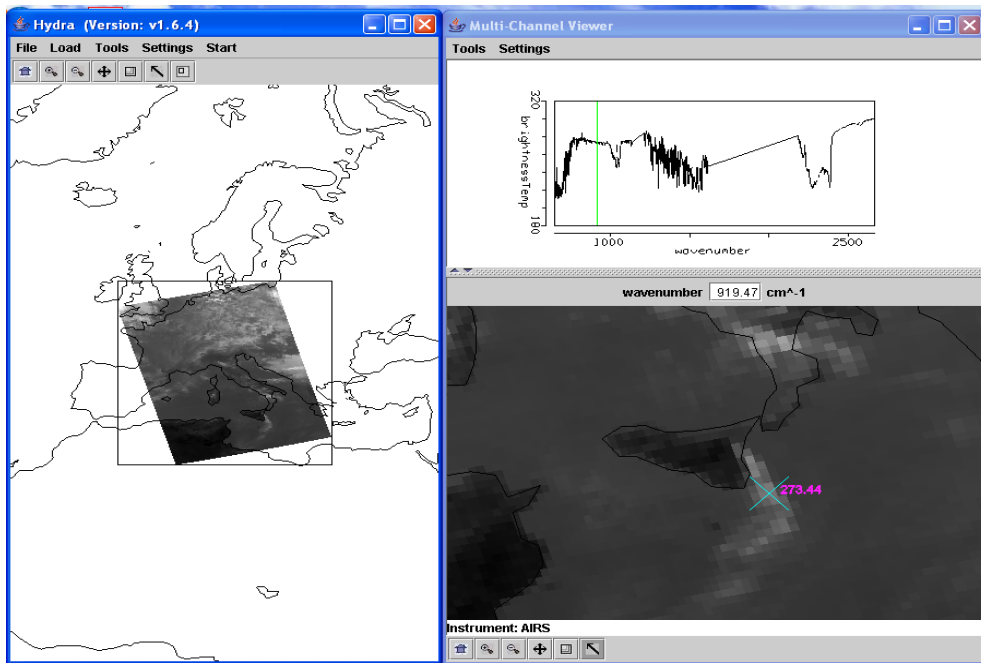 Hydra (Version: v1.6.4)
File Load Tools Settings Start
Multi-Channel Viewer
Tools Settings
320
brightnessTemp
180
1000
2500
wavenumber
wavenumber 919.47 cm^-1
273.44
Instrument: AIRS